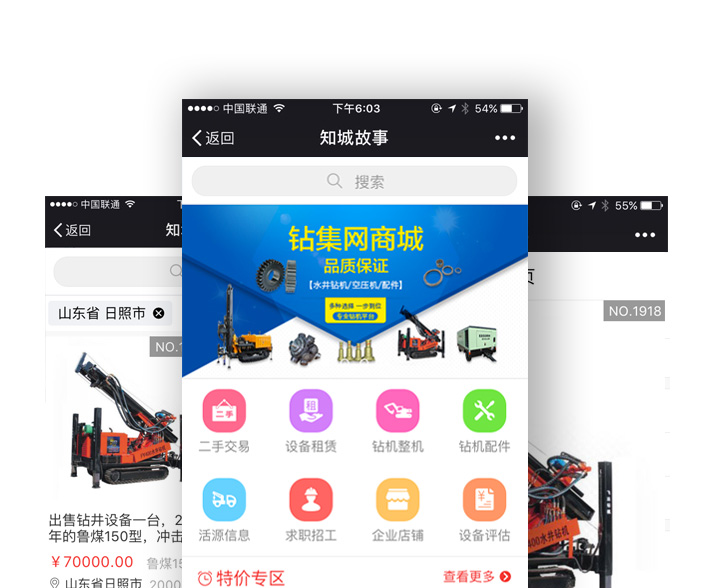 中国联通 下午6:03 54%
返回 知城故事
搜索
钻集网商城
品质保证
【水井钻机/空压机/配件】
多种选择 一步到位
专业钻机平台
二手交易 设备租赁 钻机整机 钻机配件
租
二手
活源信息 求职招工 企业店铺 设备评估
特价专区 查看更多
中国联通
返回
山东省 日照市
出售钻井设备一台，2
年的鲁煤150型，冲击
¥70000.00 鲁煤15
山东省日照市 2000
55%
页
NO.1918